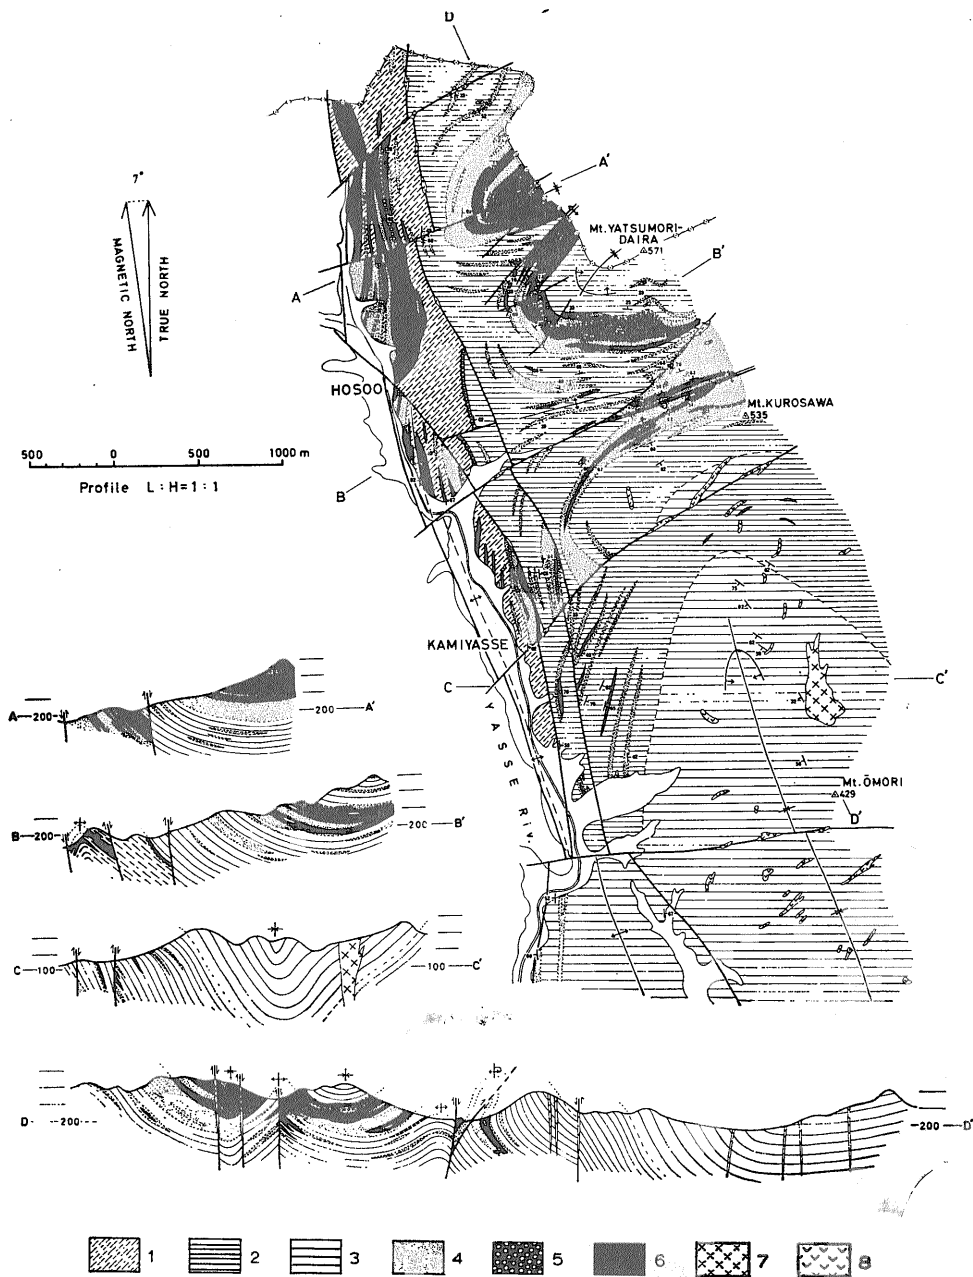 D
A'
7°
Mt. YATSUMORI-
DAIRA
△571
B'
MAGNETIC NORTH
TRUE NORTH
A
HOSOO
Mt.KUROSAWA
△535
500 0 500 1000 m
Profile L : H = 1 : 1
B
KAMIYASSE
C
C'
YASSE RIV.
A—200
200—A'
Mt. ŌMORI
△429
D'
B—200
200—B'
C—100
100—C'
D- -200--
200—D'
1 2 3 4 5 6 7 8